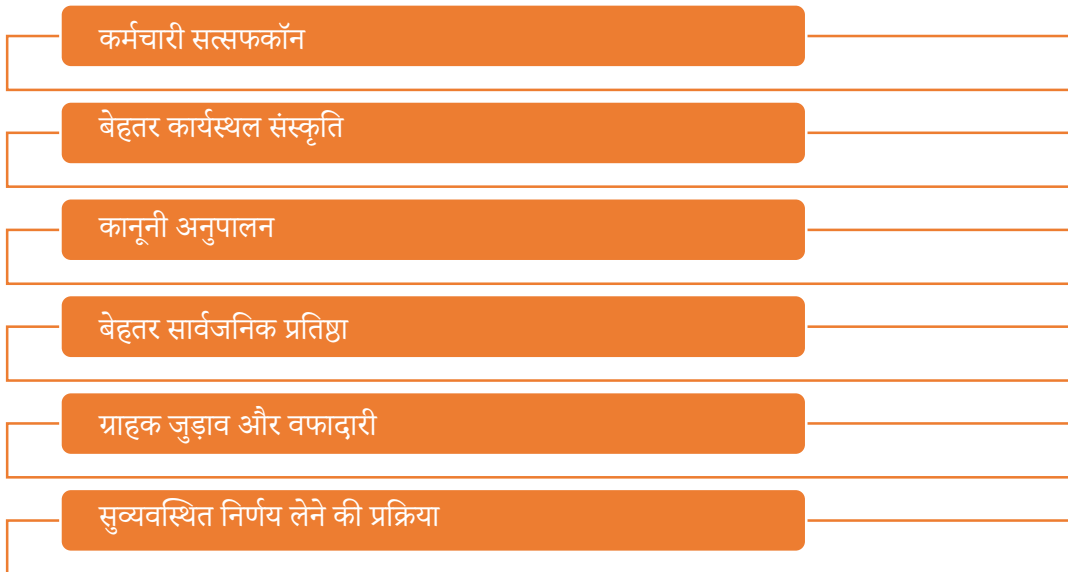 कर्मचारी सत्सफकॉन
बेहतर कार्यस्थल संस्कृति
कानूनी अनुपालन
बेहतर सार्वजनिक प्रतिष्ठा
ग्राहक जुड़ाव और वफादारी
सुव्यवस्थित निर्णय लेने की प्रक्रिया